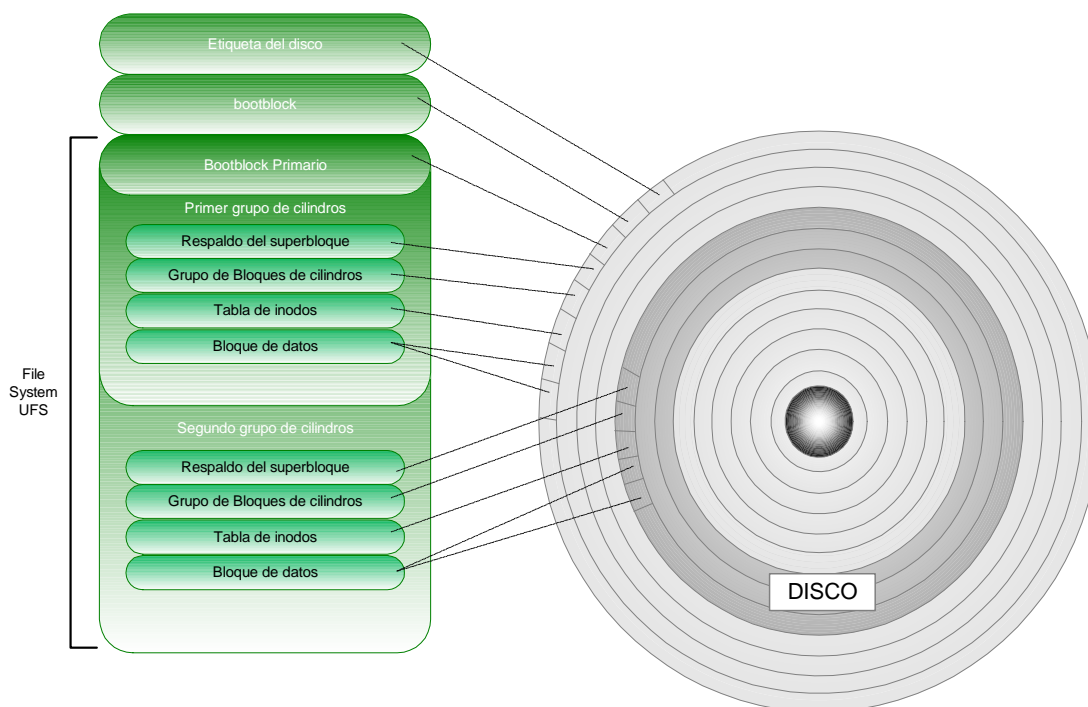 Etiqueta del disco
bootblock
Bootblock Primario
Primer grupo de cilindros
Respaldo del superbloque
Grupo de Bloques de cilindros
Tabla de inodos
Bloque de datos
File
System
UFS
Segundo grupo de cilindros
Respaldo del superbloque
Grupo de Bloques de cilindros
Tabla de inodos
Bloque de datos
DISCO